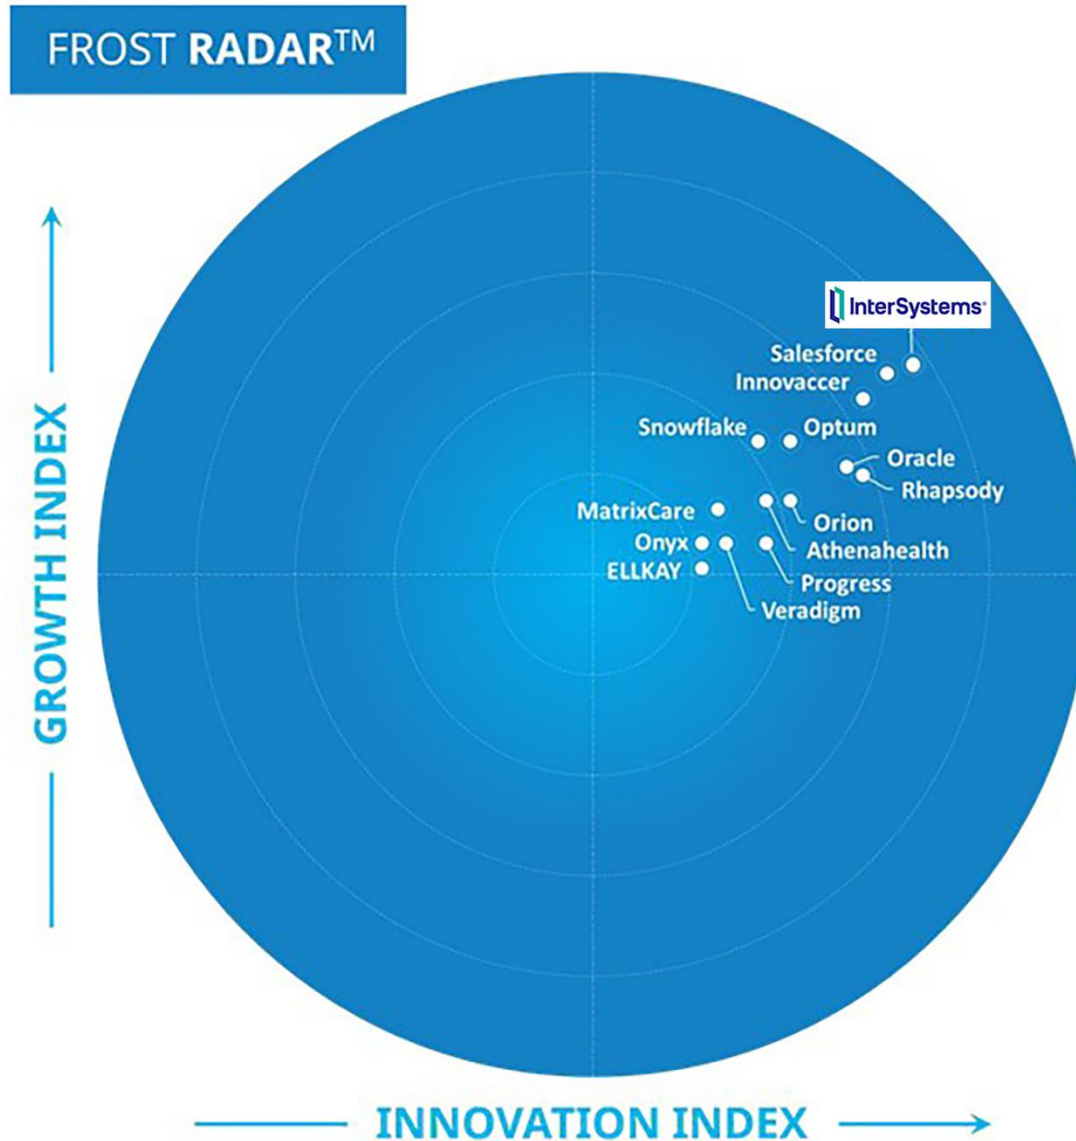 FROST RADAR™
InterSystems®
Salesforce
Innovaccer
Snowflake
Optum
Oracle
Rhapsody
MatrixCare
Orion
Onyx
Athenahealth
ELLKAY
Progress
Veradigm
GROWTH INDEX
INNOVATION INDEX